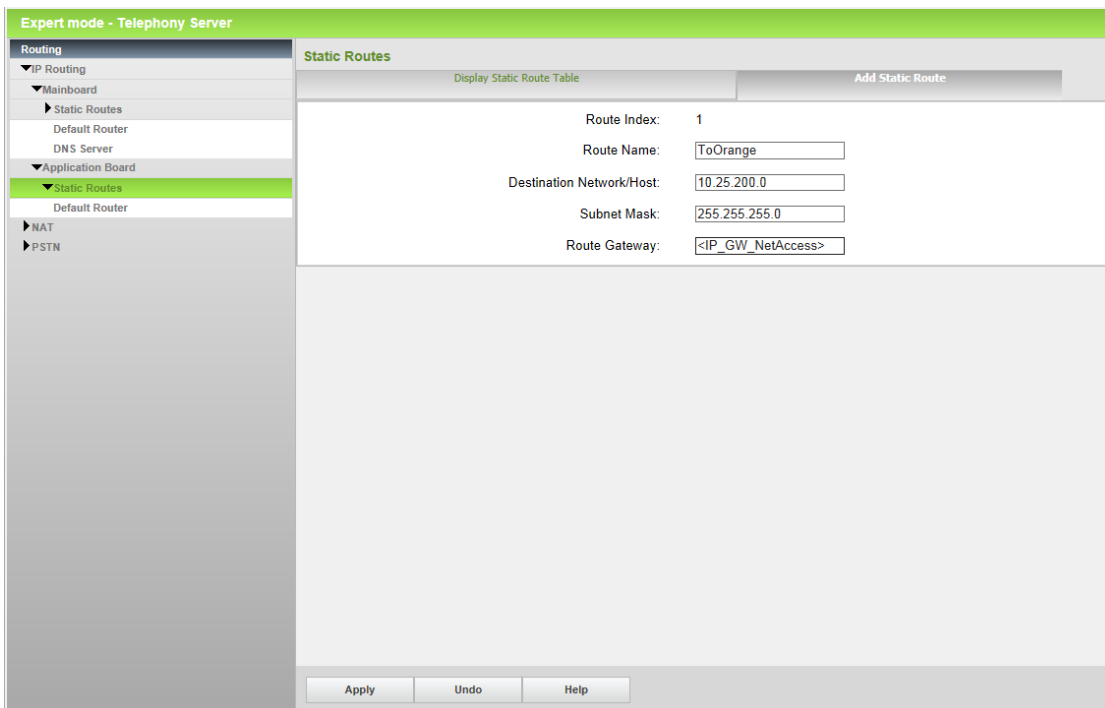 Expert mode - Telephony Server
Routing
IP Routing
Mainboard
Static Routes
Default Router
DNS Server
Application Board
Static Routes
Default Router
NAT
PSTN
Static Routes
Display Static Route Table
Add Static Route
Route Index: 1
Route Name: ToOrange
Destination Network/Host: 10.25.200.0
Subnet Mask: 255.255.255.0
Route Gateway: <IP_GW_NetAccess>
Apply Undo Help